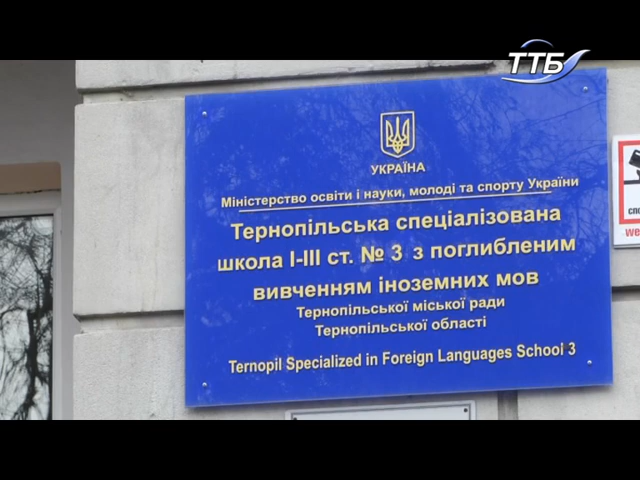 ТТБ
УКРАЇНА
Міністерство освіти і науки, молоді та спорту України
Тернопільська спеціалізована
школа І-ІІІ ст. № 3 з поглибленим
вивченням іноземних мов
Тернопільської міської ради
Тернопільської області
Ternopil Specialized in Foreign Languages School 3